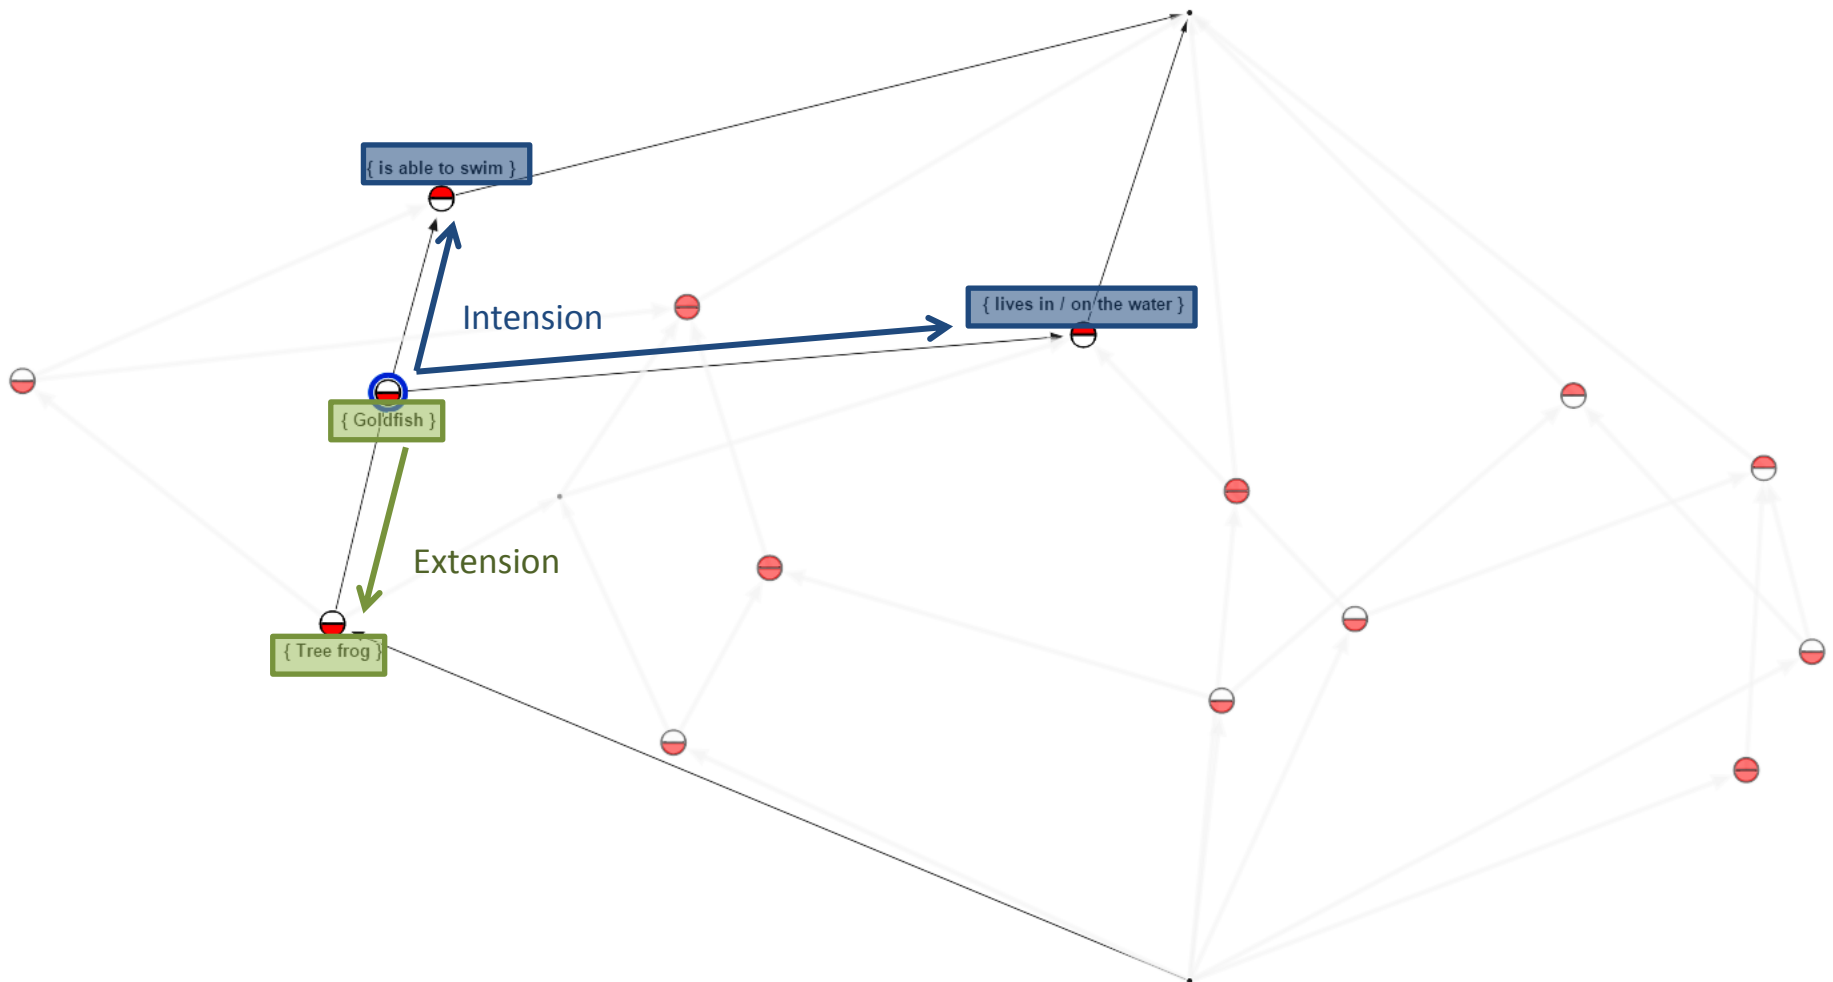 { is able to swim }
Intension
{ lives in / on the water }
{ Goldfish }
Extension
{ Tree frog }